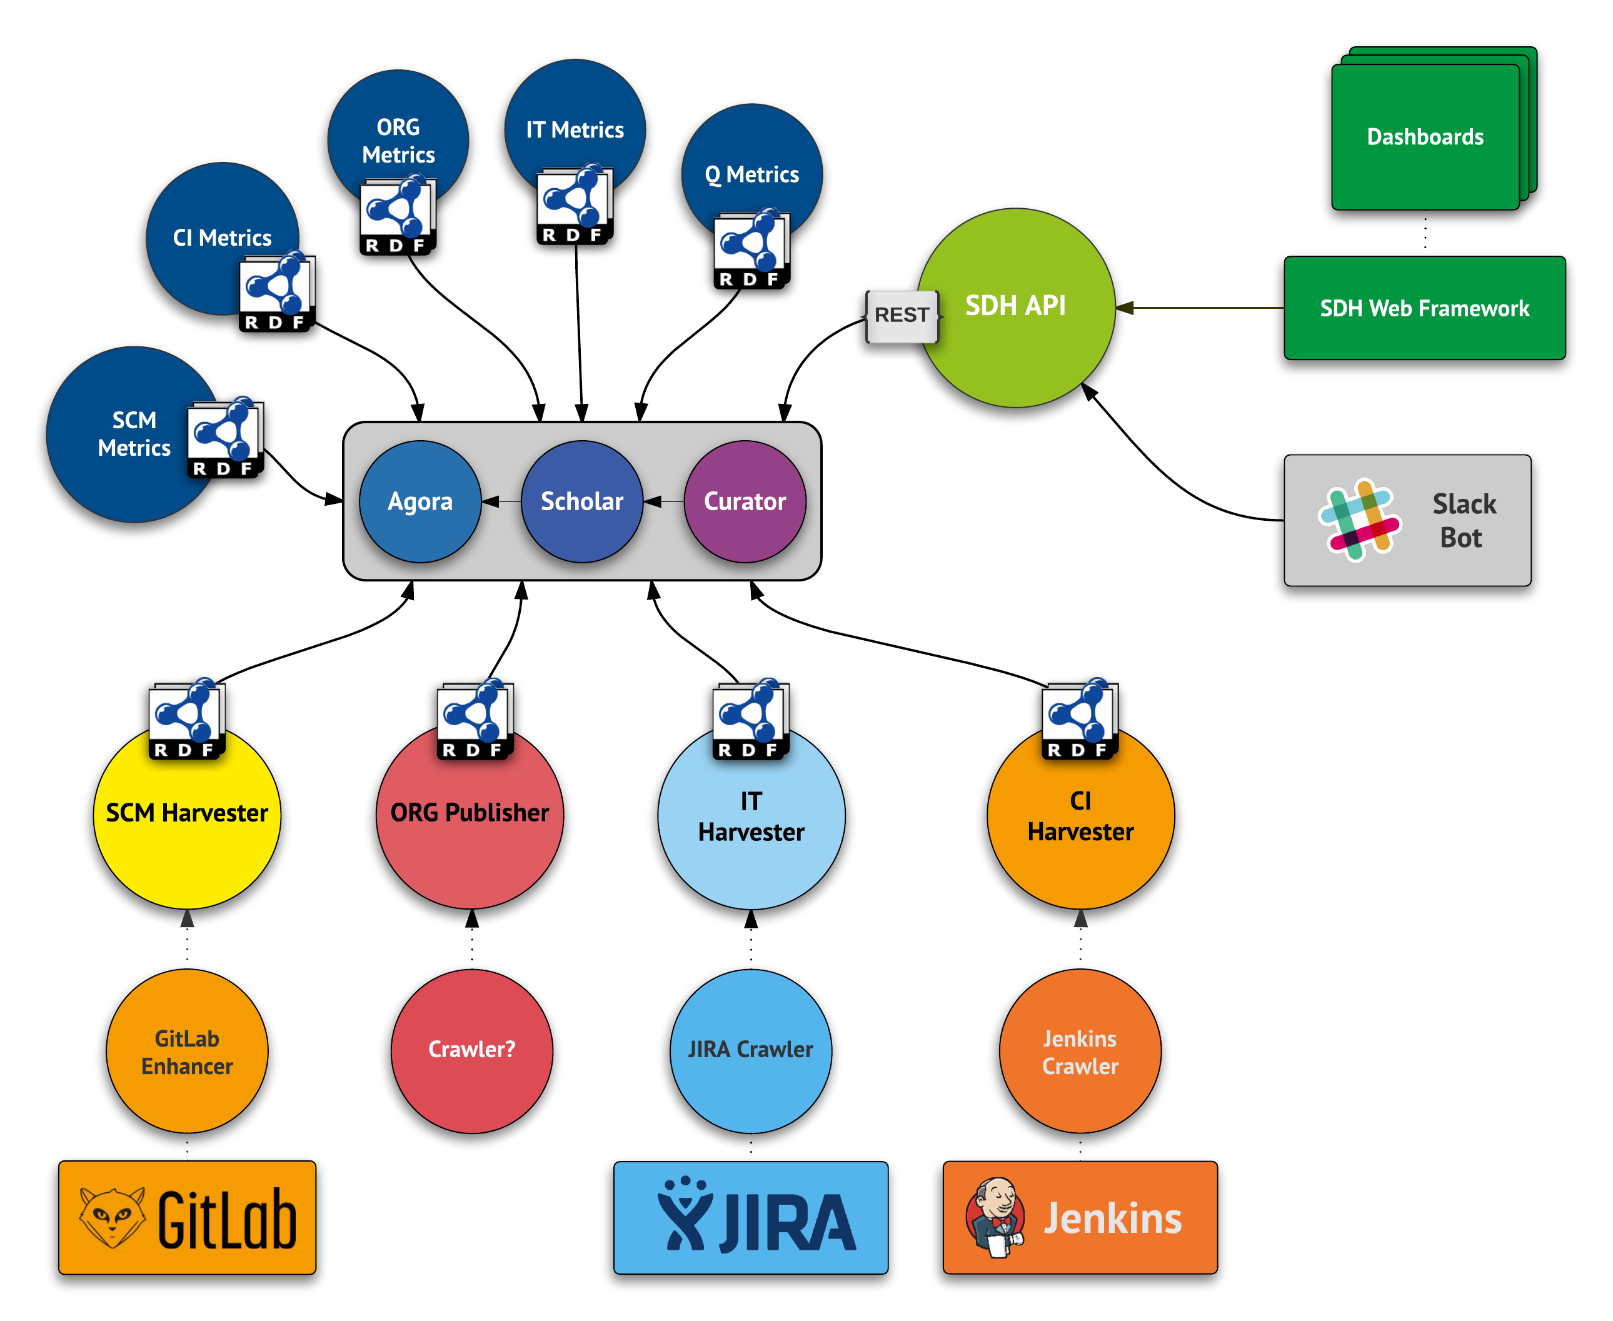 ORG
Metrics
RDF
IT Metrics
RDF
Q Metrics
RDF
CI Metrics
RDF
SCM
Metrics
RDF
REST
SDH API
Dashboards
SDH Web Framework
Slack
Bot
Agora
Scholar
Curator
RDF
SCM Harvester
RDF
ORG Publisher
RDF
IT
Harvester
RDF
CI
Harvester
GitLab
Enhancer
Crawler?
JIRA Crawler
Jenkins
Crawler
GitLab
JIRA
Jenkins